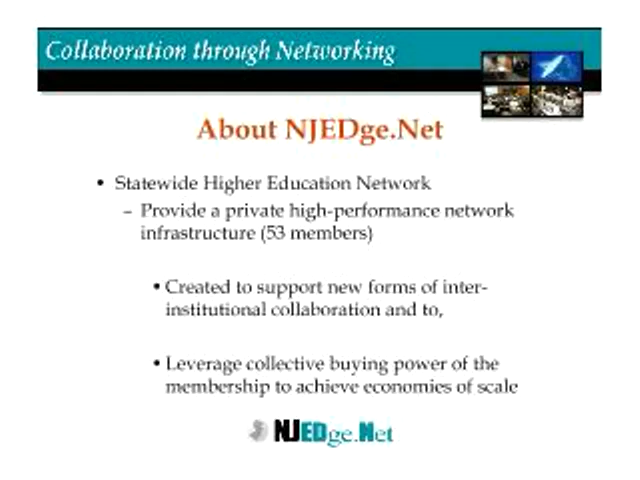 Collaboration through Networking
About NJEDge.Net
• Statewide Higher Education Network
– Provide a private high-performance network
infrastructure (53 members)
• Created to support new forms of inter-
institutional collaboration and to,
• Leverage collective buying power of the
membership to achieve economies of scale
NJEDge.Net